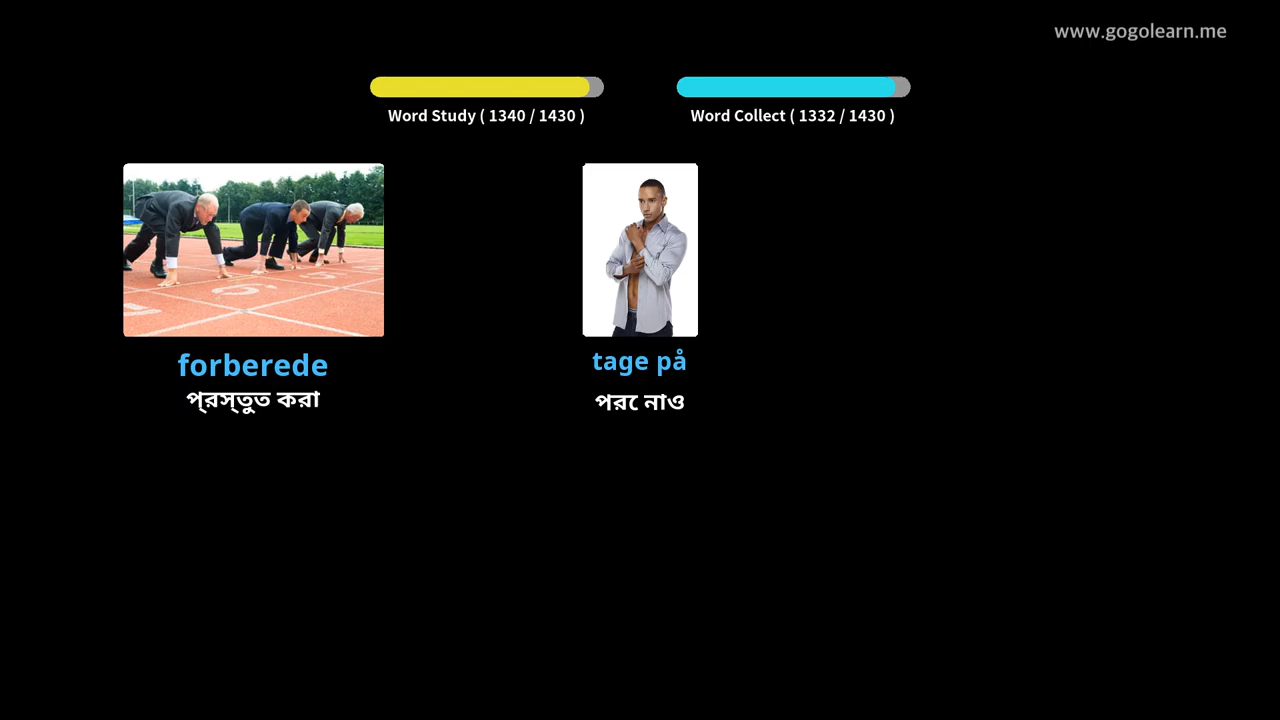 www.gogolearn.me
Word Study ( 1340 / 1430 )
Word Collect ( 1332 / 1430 )
forberede
প্রস্তুত করা
tage på
পরে নাও